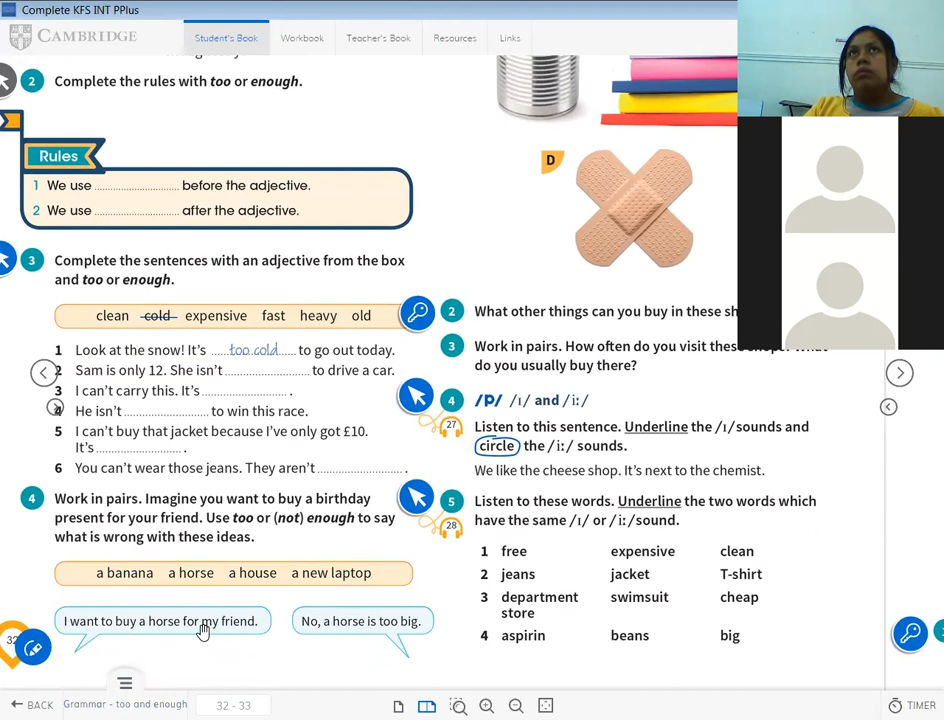 Complete KFS INT PPlus
CAMBRIDGE
Student's Book
Workbook
Teacher's Book
Resources
Links
2 Complete the rules with too or enough.
Rules
1 We use .............................. before the adjective.
2 We use .............................. after the adjective.
3 Complete the sentences with an adjective from the box
and too or enough.
clean cold expensive fast heavy old
1 Look at the snow! It's ......too cold...... to go out today.
2 Sam is only 12. She isn't .............................. to drive a car.
3 I can't carry this. It's .............................. .
4 He isn't .............................. to win this race.
5 I can't buy that jacket because I've only got £10.
It's .............................. .
6 You can't wear those jeans. They aren't .............................. .
4 Work in pairs. Imagine you want to buy a birthday
present for your friend. Use too or (not) enough to say
what is wrong with these ideas.
a banana a horse a house a new laptop
I want to buy a horse for my friend.
No, a horse is too big.
32
D
2 What other things can you buy in these
3 Work in pairs. How often do you visit these
do you usually buy there?
4 /P/ /ɪ/ and /iː/
27
Listen to this sentence. Underline the /ɪ/ sounds and
circle the /iː/ sounds.
We like the cheese shop. It's next to the chemist.
5 Listen to these words. Underline the two words which
28
have the same /ɪ/ or /iː/ sound.
1 free expensive clean
2 jeans jacket T-shirt
3 department swimsuit cheap
store
4 aspirin beans big
BACK
Grammar - too and enough
32 - 33
TIMER